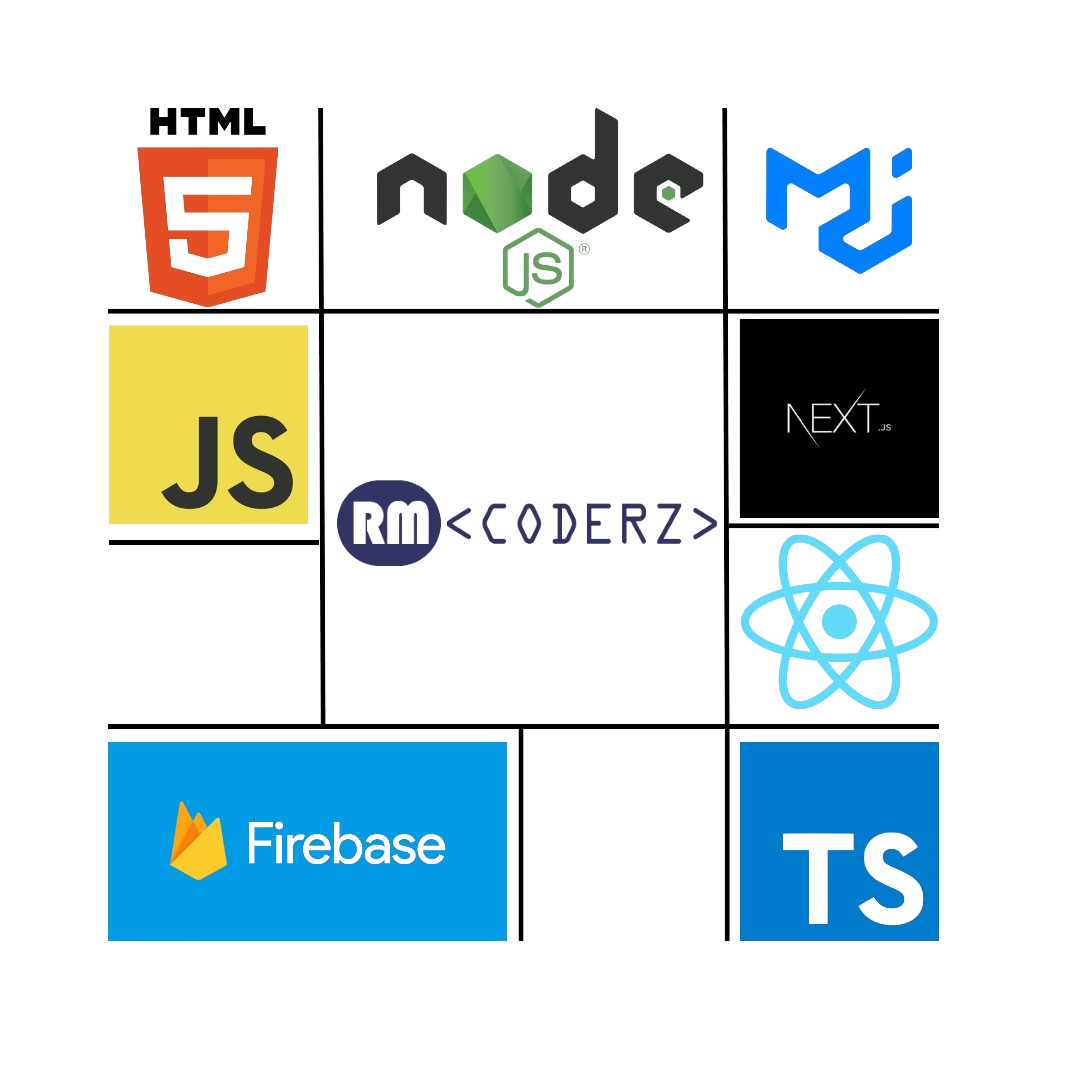 HTML
5
node
JS®
JS
NEXT.JS
RM <CODERZ>
Firebase
TS